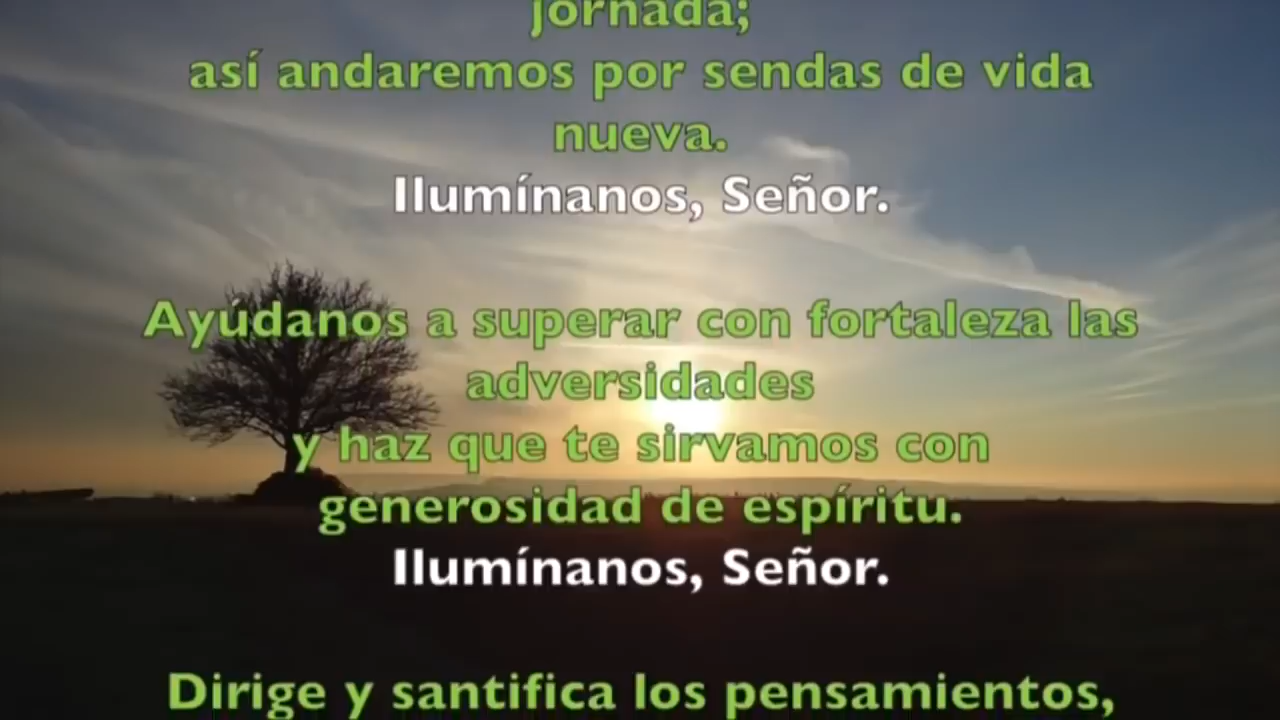 jornada;
así andaremos por sendas de vida
nueva.
Ilumínanos, Señor.
Ayúdanos a superar con fortaleza las
adversidades
y haz que te sirvamos con
generosidad de espíritu.
Ilumínanos, Señor.
Dirige y santifica los pensamientos,